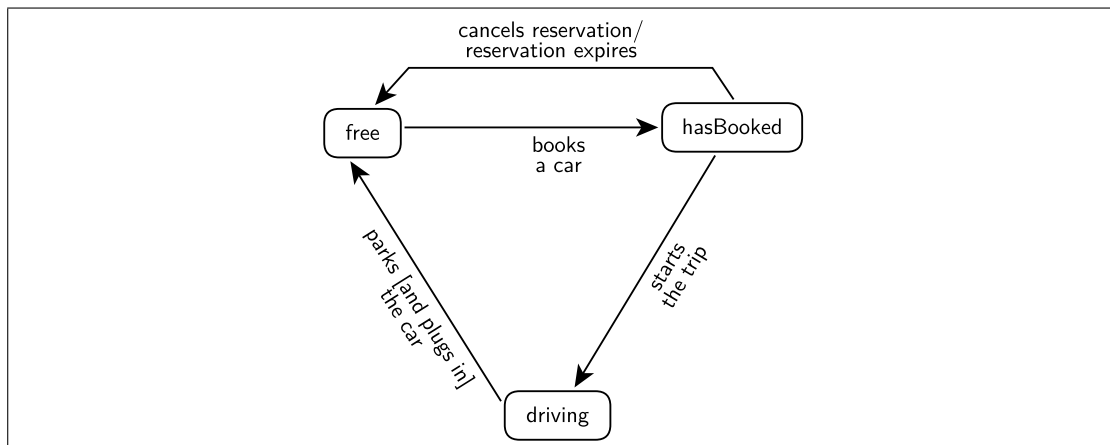 cancels reservation/
reservation expires
free
hasBooked
books
a car
starts
the trip
parks [and plugs in]
the car
driving